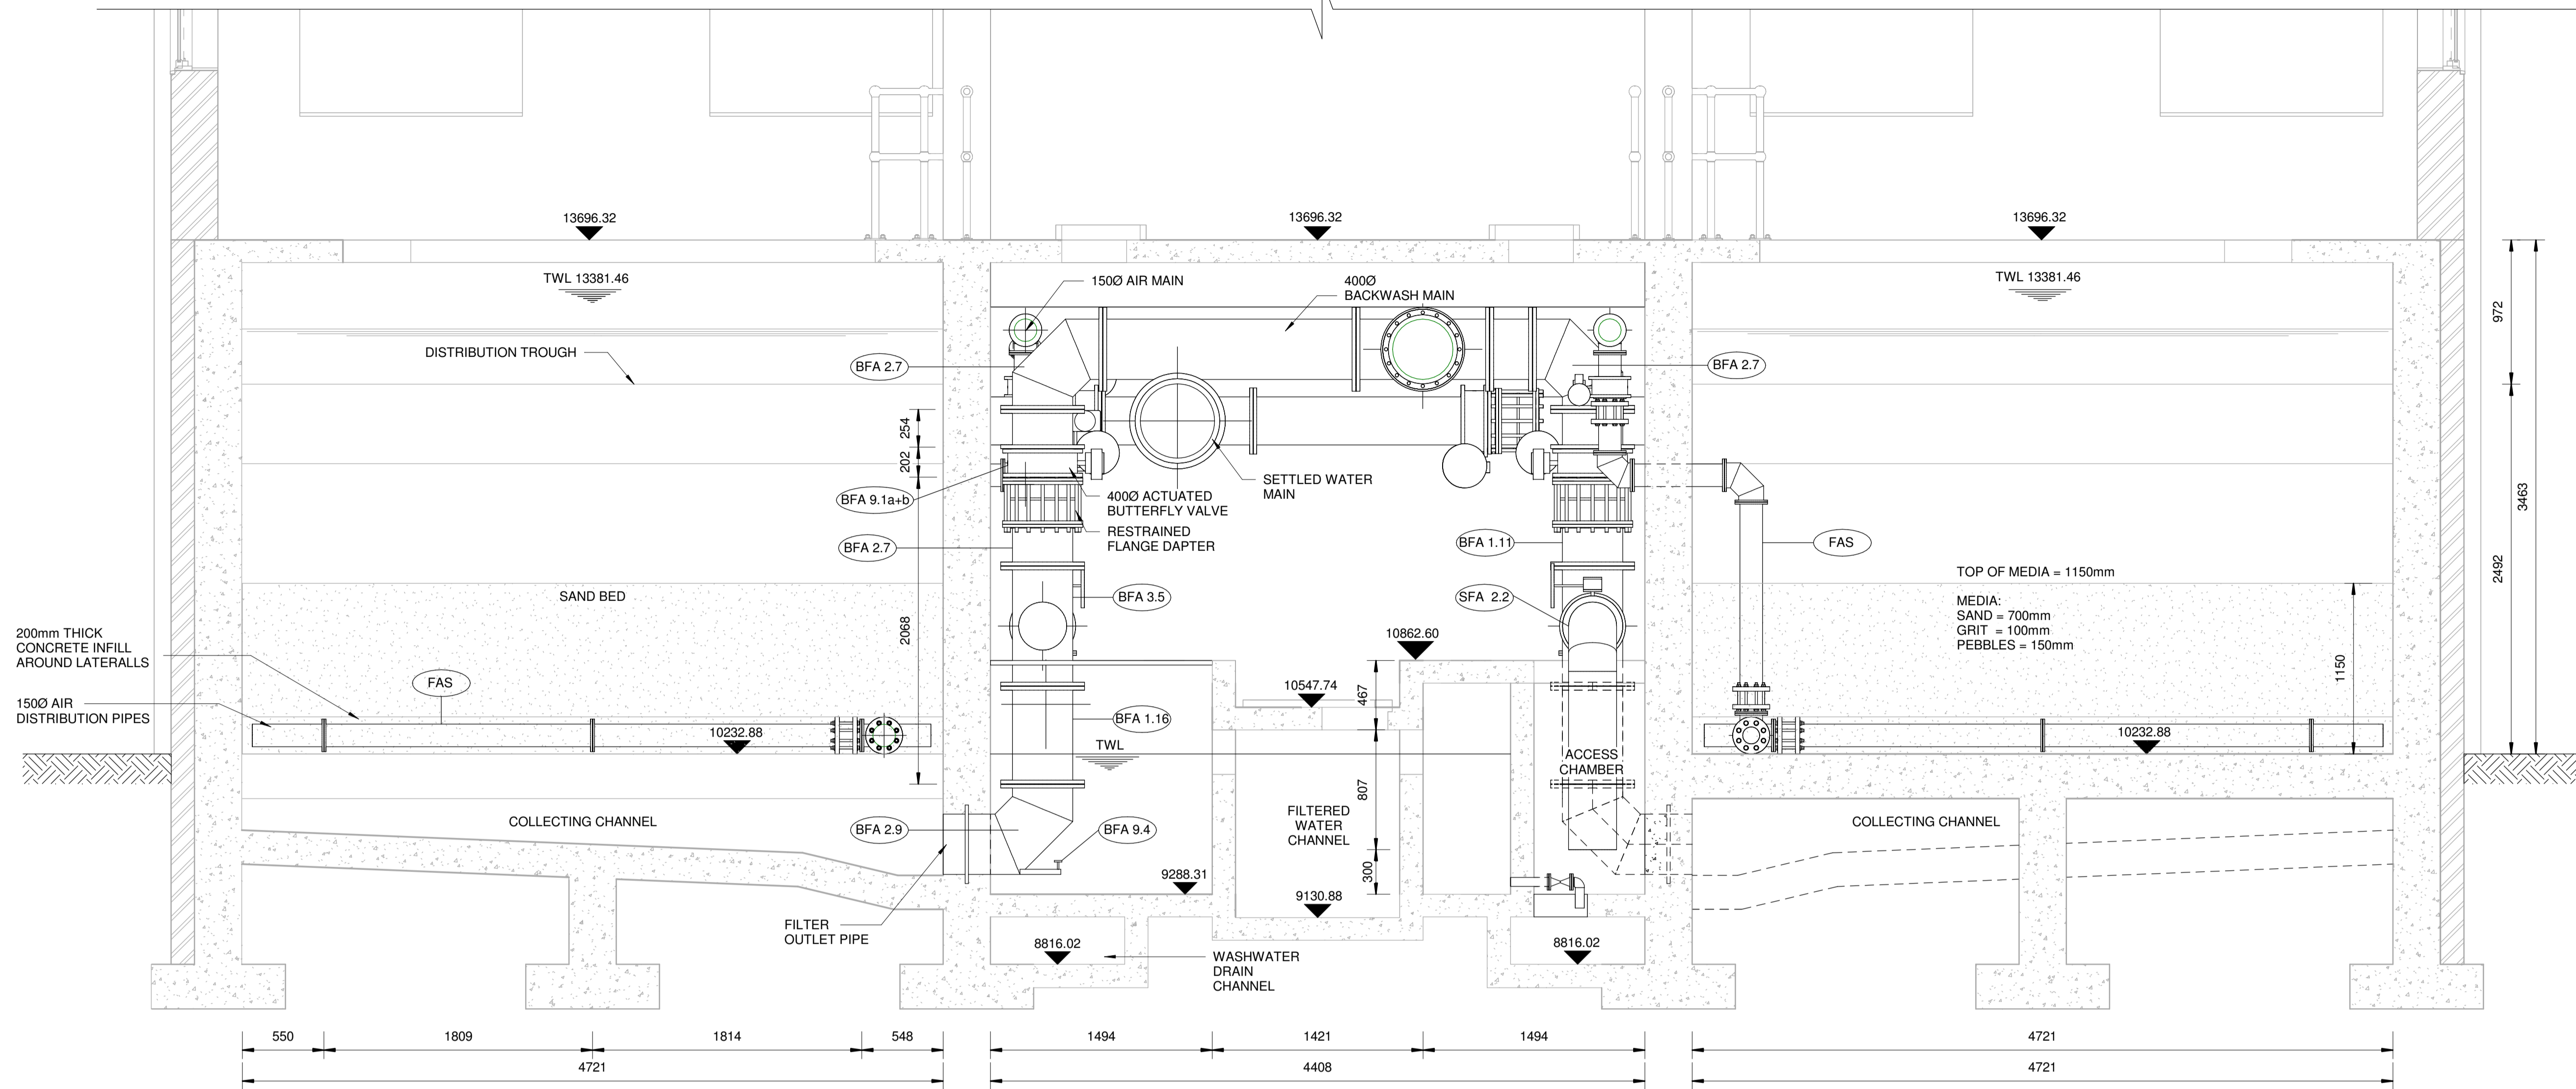 13696.32
13696.32
13696.32
TWL 13381.46
150Ø AIR MAIN
400Ø
BACKWASH MAIN
TWL 13381.46
972
DISTRIBUTION TROUGH
BFA 2.7
BFA 2.7
254
202
BFA 9.1a+b
400Ø ACTUATED
BUTTERFLY VALVE
SETTLED WATER
MAIN
RESTRAINED
FLANGE DAPTER
3463
2492
BFA 2.7
BFA 1.11
FAS
TOP OF MEDIA = 1150mm
SAND BED
BFA 3.5
SFA 2.2
MEDIA:
SAND = 700mm
GRIT = 100mm
PEBBLES = 150mm
2068
10862.60
200mm THICK
CONCRETE INFILL
AROUND LATERALLS
FAS
10547.74
467
1150
150Ø AIR
DISTRIBUTION PIPES
10232.88
BFA 1.16
TWL
ACCESS
CHAMBER
10232.88
807
FILTERED
WATER
CHANNEL
COLLECTING CHANNEL
BFA 2.9
BFA 9.4
COLLECTING CHANNEL
300
9288.31
9130.88
FILTER
OUTLET PIPE
8816.02
WASHWATER
DRAIN
CHANNEL
8816.02
550
1809
1814
548
1494
1421
1494
4721
4721
4408
4721